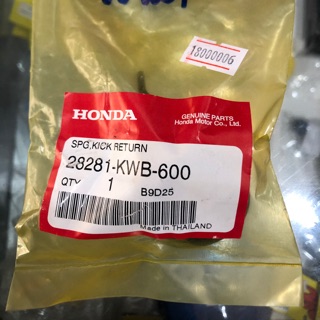 18000006
HONDA
GENUINE PARTS
Honda Motor Co., Ltd.
SPG,KICK RETURN
28281-KWB-600
QTY 1
B9D25
Made in THAILAND